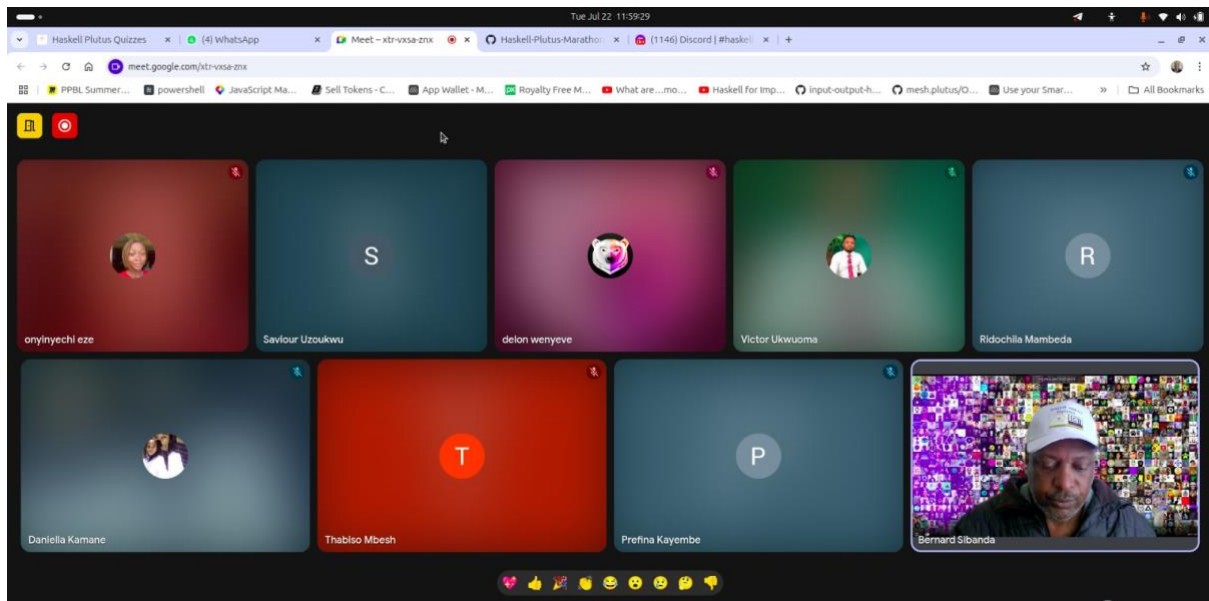 Tue Jul 22 11:59:29
Haskell Plutus Quizzes
(4) WhatsApp
Meet – xtr-vxsa-znx
Haskell-Plutus-Marathon
(1146) Discord | #haskell
meet.google.com/xtr-vxsa-znx
PPBL Summer...
powershell
JavaScript Ma...
Sell Tokens - C...
App Wallet - M...
Royalty Free M...
What are...mo...
Haskell for Imp...
input-output-h...
mesh.plutus/O...
Use your Smar...
All Bookmarks
S
R
onyinyechi eze
Saviour Uzoukwu
delon wenyeve
Victor Ukwuoma
Ridochila Mambeda
T
P
Daniella Kamane
Thabiso Mbesh
Prefina Kayembe
Bernard Sibanda